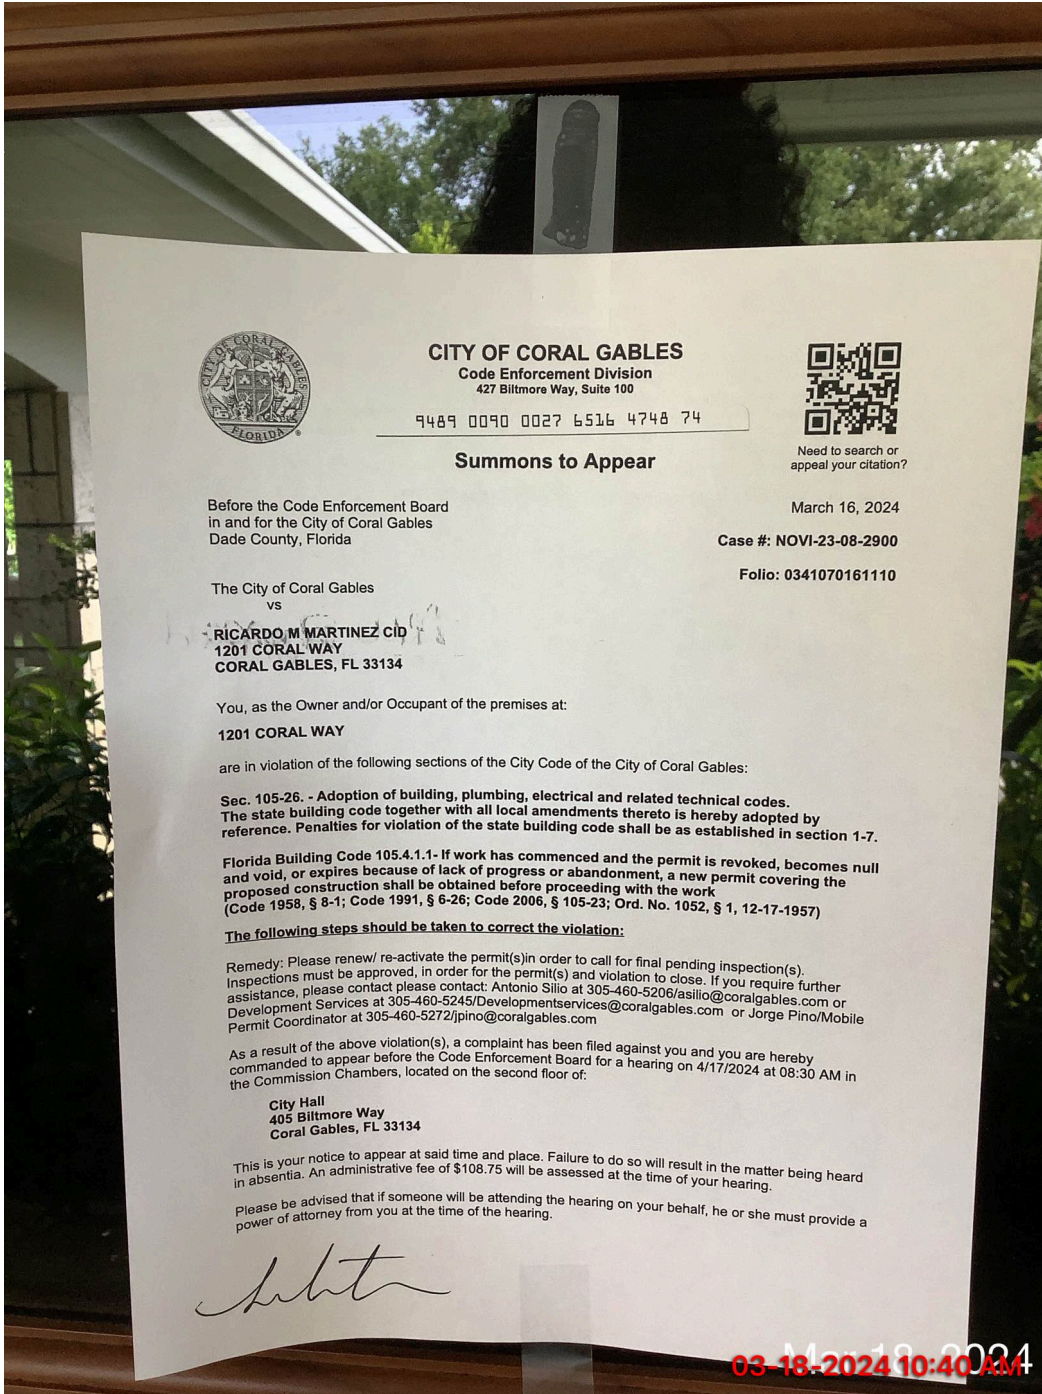 CITY OF CORAL GABLES
FLORIDA
CITY OF CORAL GABLES
Code Enforcement Division
427 Biltmore Way, Suite 100
9489 0090 0027 6516 4748 74
Summons to Appear
Need to search or
appeal your citation?
Before the Code Enforcement Board
in and for the City of Coral Gables
Dade County, Florida
March 16, 2024
Case #: NOVI-23-08-2900
Folio: 0341070161110
The City of Coral Gables
vs
RICARDO M MARTINEZ CID
1201 CORAL WAY
CORAL GABLES, FL 33134
You, as the Owner and/or Occupant of the premises at:
1201 CORAL WAY
are in violation of the following sections of the City Code of the City of Coral Gables:
Sec. 105-26. - Adoption of building, plumbing, electrical and related technical codes.
The state building code together with all local amendments thereto is hereby adopted by
reference. Penalties for violation of the state building code shall be as established in section 1-7.
Florida Building Code 105.4.1.1- If work has commenced and the permit is revoked, becomes null
and void, or expires because of lack of progress or abandonment, a new permit covering the
proposed construction shall be obtained before proceeding with the work
(Code 1958, § 8-1; Code 1991, § 6-26; Code 2006, § 105-23; Ord. No. 1052, § 1, 12-17-1957)
The following steps should be taken to correct the violation:
Remedy: Please renew/ re-activate the permit(s)in order to call for final pending inspection(s).
Inspections must be approved, in order for the permit(s) and violation to close. If you require further
assistance, please contact please contact: Antonio Silio at 305-460-5206/asilio@coralgables.com or
Development Services at 305-460-5245/Developmentservices@coralgables.com or Jorge Pino/Mobile
Permit Coordinator at 305-460-5272/jpino@coralgables.com
As a result of the above violation(s), a complaint has been filed against you and you are hereby
commanded to appear before the Code Enforcement Board for a hearing on 4/17/2024 at 08:30 AM in
the Commission Chambers, located on the second floor of:
City Hall
405 Biltmore Way
Coral Gables, FL 33134
This is your notice to appear at said time and place. Failure to do so will result in the matter being heard
in absentia. An administrative fee of $108.75 will be assessed at the time of your hearing.
Please be advised that if someone will be attending the hearing on your behalf, he or she must provide a
power of attorney from you at the time of the hearing.
Mar 18, 2024
03-18-2024 10:40 AM